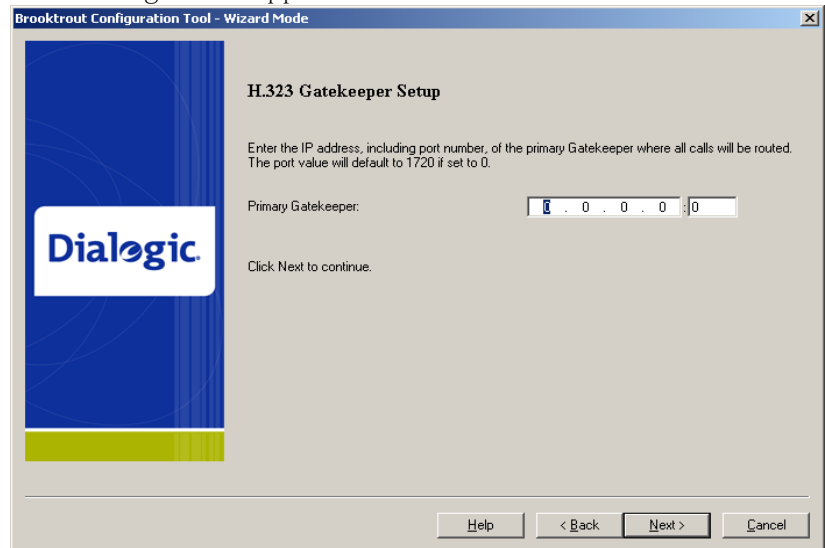 Brooktrout Configuration Tool - Wizard Mode
H.323 Gatekeeper Setup
Enter the IP address, including port number, of the primary Gatekeeper where all calls will be routed.
The port value will default to 1720 if set to 0.
Primary Gatekeeper: 0 . 0 . 0 . 0 : 0
Dialogic.
Click Next to continue.
Help < Back Next > Cancel